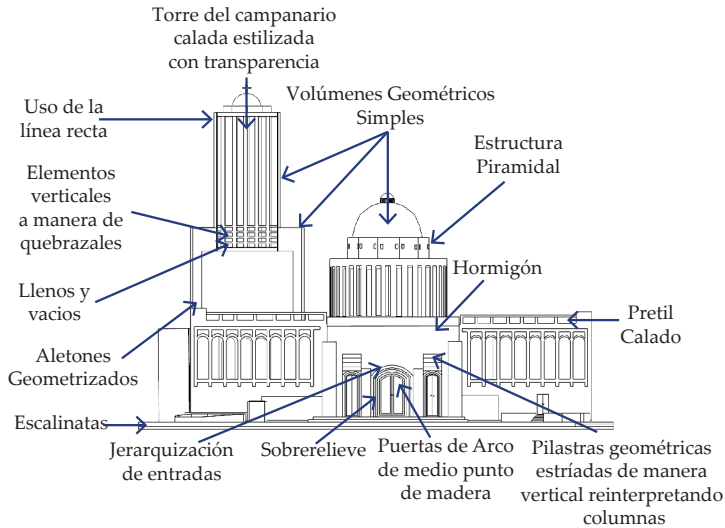 Torre del campanario
calada estilizada
con transparencia
Uso de la
línea recta
Volúmenes Geométricos
Simples
Estructura
Piramidal
Elementos
verticales
a manera de
quebrazales
Hormigón
Llenos y
vacios
Pretil
Calado
Aletones
Geometrizados
Escalinatas
Jerarquización
de entradas
Sobrerelieve
Puertas de Arco
de medio punto
de madera
Pilastras geométricas
estríadas de manera
vertical reinterpretando
columnas